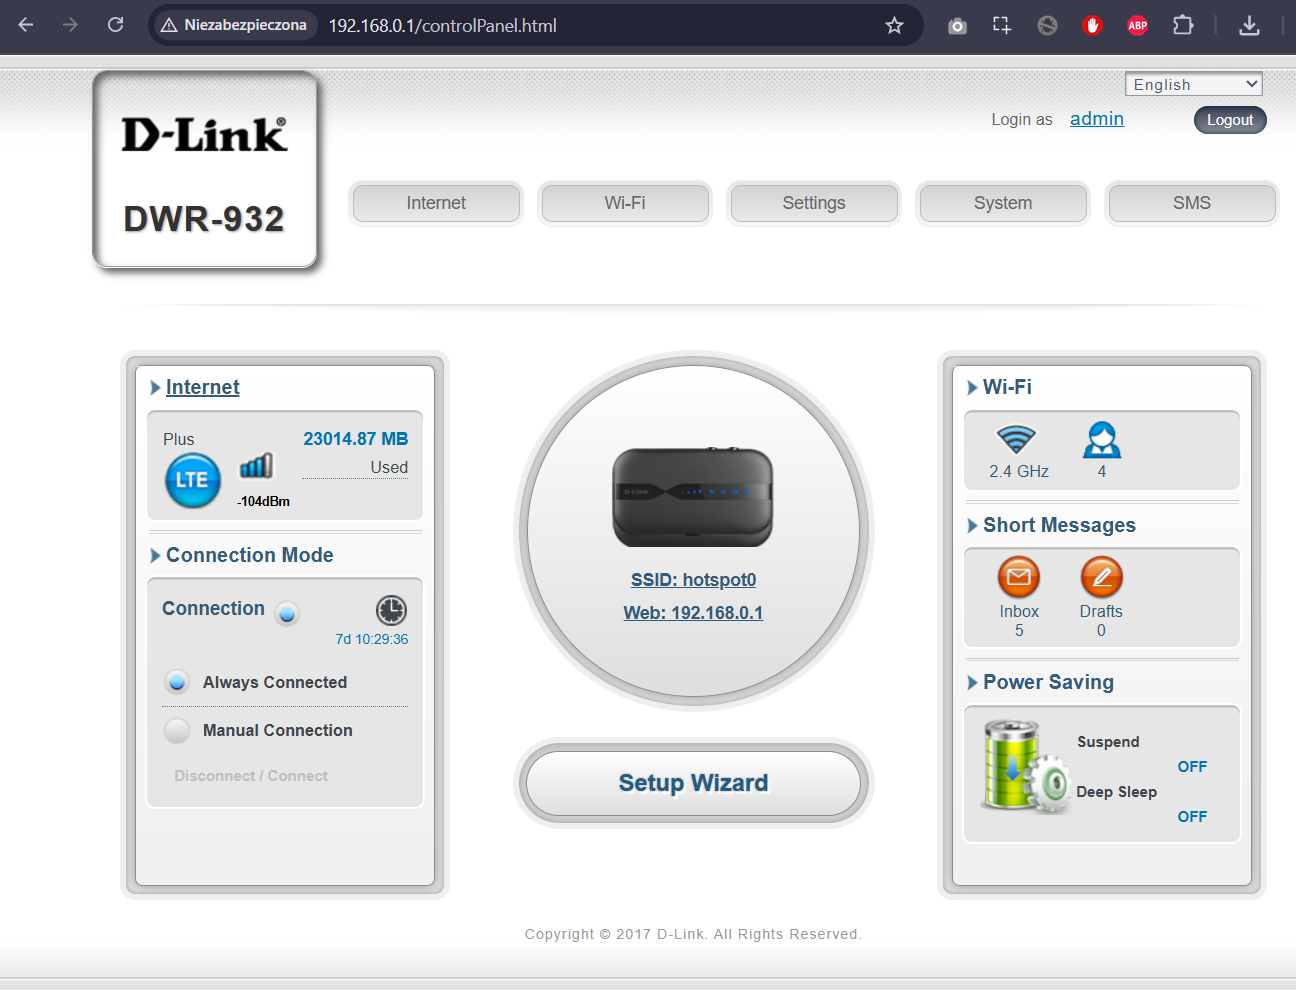 Niezabezpieczona
192.168.0.1/controlPanel.html
ABP
English
Login as admin
Logout
D-Link®
DWR-932
Internet
Wi-Fi
Settings
System
SMS
Internet
Plus
23014.87 MB
LTE
Used
-104dBm
Connection Mode
Connection
7d 10:29:36
Always Connected
Manual Connection
Disconnect / Connect
D-Link
SSID: hotspot0
Web: 192.168.0.1
Setup Wizard
Wi-Fi
2.4 GHz
4
Short Messages
Inbox
5
Drafts
0
Power Saving
Suspend
OFF
Deep Sleep
OFF
Copyright © 2017 D-Link. All Rights Reserved.